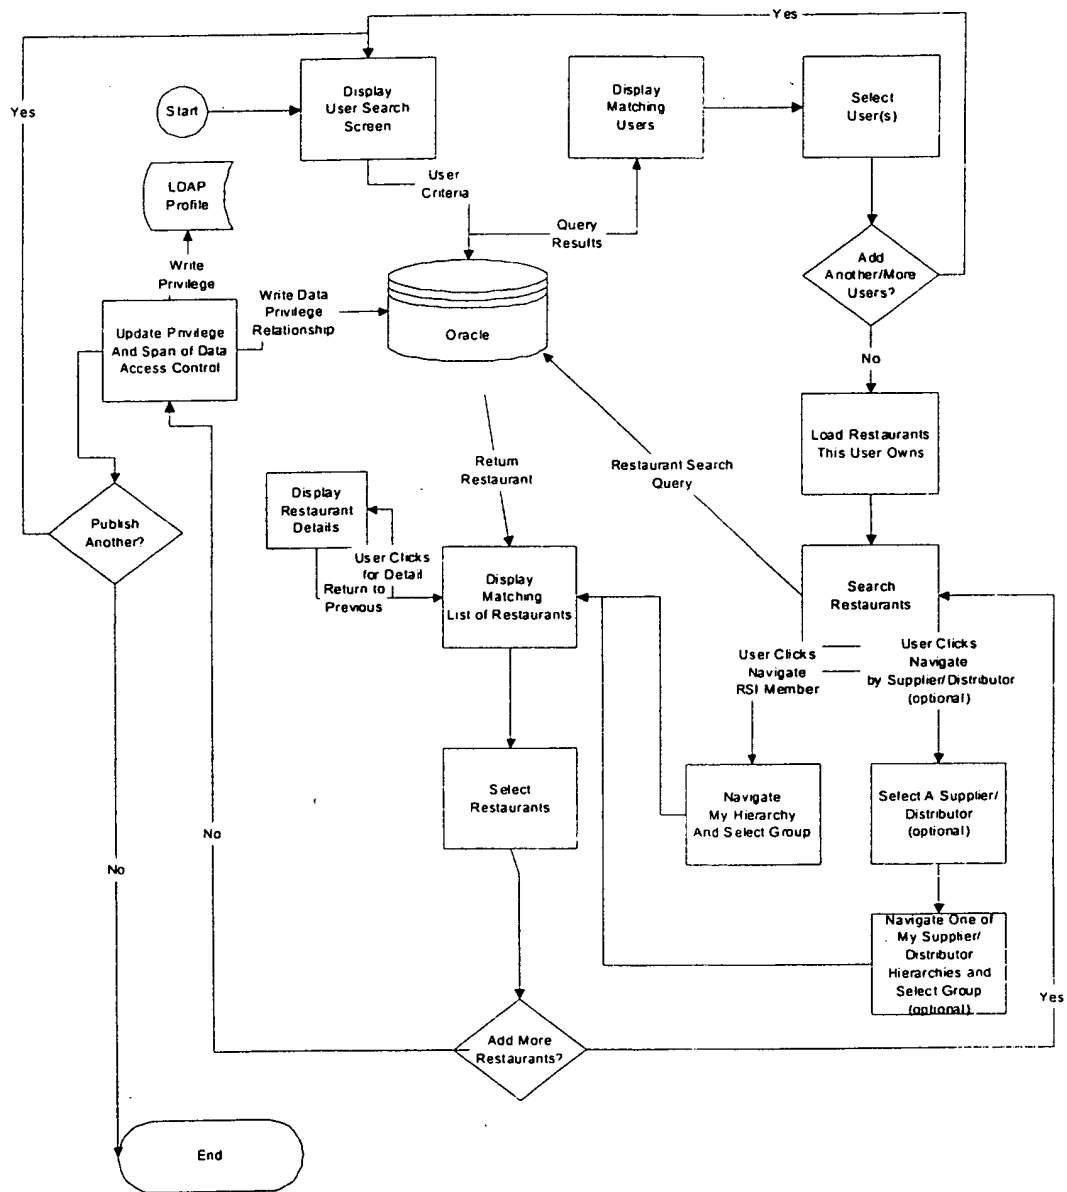 Yes
Yes
Start
Display
User Search
Screen
Display
Matching
Users
Select
User(s)
LDAP
Profile
User
Criteria
Query
Results
Write
Privilege
Write Data
Privilege
Relationship
Add
Another/More
Users?
Update Privilege
And Span of Data
Access Control
Oracle
No
Load Restaurants
This User Owns
Return
Restaurant
Restaurant Search
Query
Display
Restaurant
Details
Publish
Another?
User Clicks
for Detail
Return to
Previous
Display
Matching
List of Restaurants
Search
Restaurants
User Clicks
Navigate
RSI Member
User Clicks
Navigate
by Supplier/Distributor
(optional)
Select
Restaurants
Navigate
My Hierarchy
And Select Group
Select A Supplier/
Distributor
(optional)
No
No
Navigate One of
My Supplier/
Distributor
Hierarchies and
Select Group
(optional)
Yes
Add More
Restaurants?
End